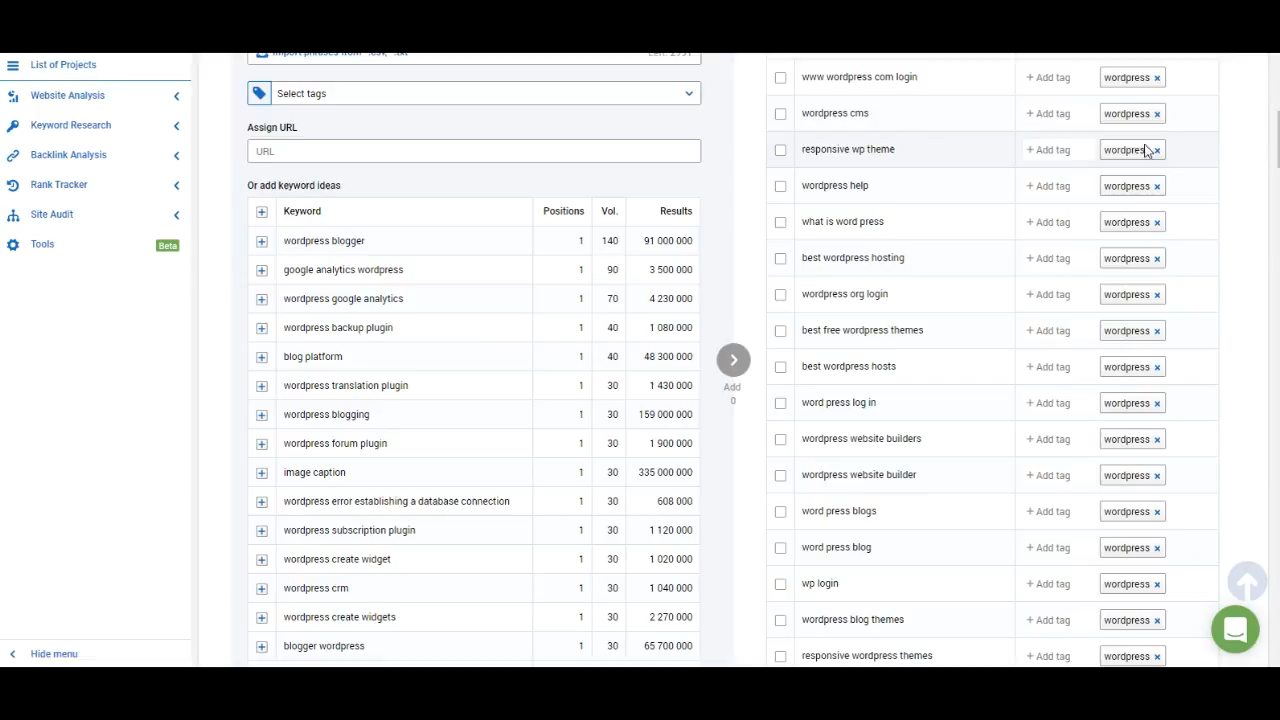 List of Projects
Website Analysis
Keyword Research
Backlink Analysis
Rank Tracker
Site Audit
Tools
Beta
Hide menu
Select tags
Assign URL
URL
Or add keyword ideas
Keyword Positions Vol. Results
wordpress blogger 1 140 91 000 000
google analytics wordpress 1 90 3 500 000
wordpress google analytics 1 70 4 230 000
wordpress backup plugin 1 40 1 080 000
blog platform 1 40 48 300 000
wordpress translation plugin 1 30 1 430 000
wordpress blogging 1 30 159 000 000
wordpress forum plugin 1 30 1 900 000
image caption 1 30 335 000 000
wordpress error establishing a database connection 1 30 608 000
wordpress subscription plugin 1 30 1 120 000
wordpress create widget 1 30 1 020 000
wordpress crm 1 30 1 040 000
wordpress create widgets 1 30 2 270 000
blogger wordpress 1 30 65 700 000
Add
0
www wordpress com login + Add tag wordpress ×
wordpress cms + Add tag wordpress ×
responsive wp theme + Add tag wordpress ×
wordpress help + Add tag wordpress ×
what is word press + Add tag wordpress ×
best wordpress hosting + Add tag wordpress ×
wordpress org login + Add tag wordpress ×
best free wordpress themes + Add tag wordpress ×
best wordpress hosts + Add tag wordpress ×
word press log in + Add tag wordpress ×
wordpress website builders + Add tag wordpress ×
wordpress website builder + Add tag wordpress ×
word press blogs + Add tag wordpress ×
word press blog + Add tag wordpress ×
wp login + Add tag wordpress ×
wordpress blog themes + Add tag wordpress ×
responsive wordpress themes + Add tag wordpress ×